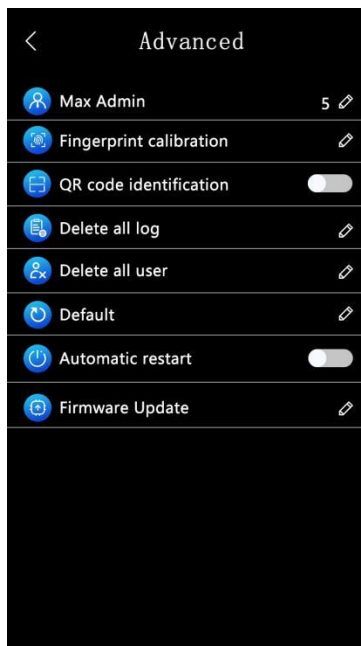 Advanced
Max Admin 5
Fingerprint calibration
QR code identification
Delete all log
Delete all user
Default
Automatic restart
Firmware Update